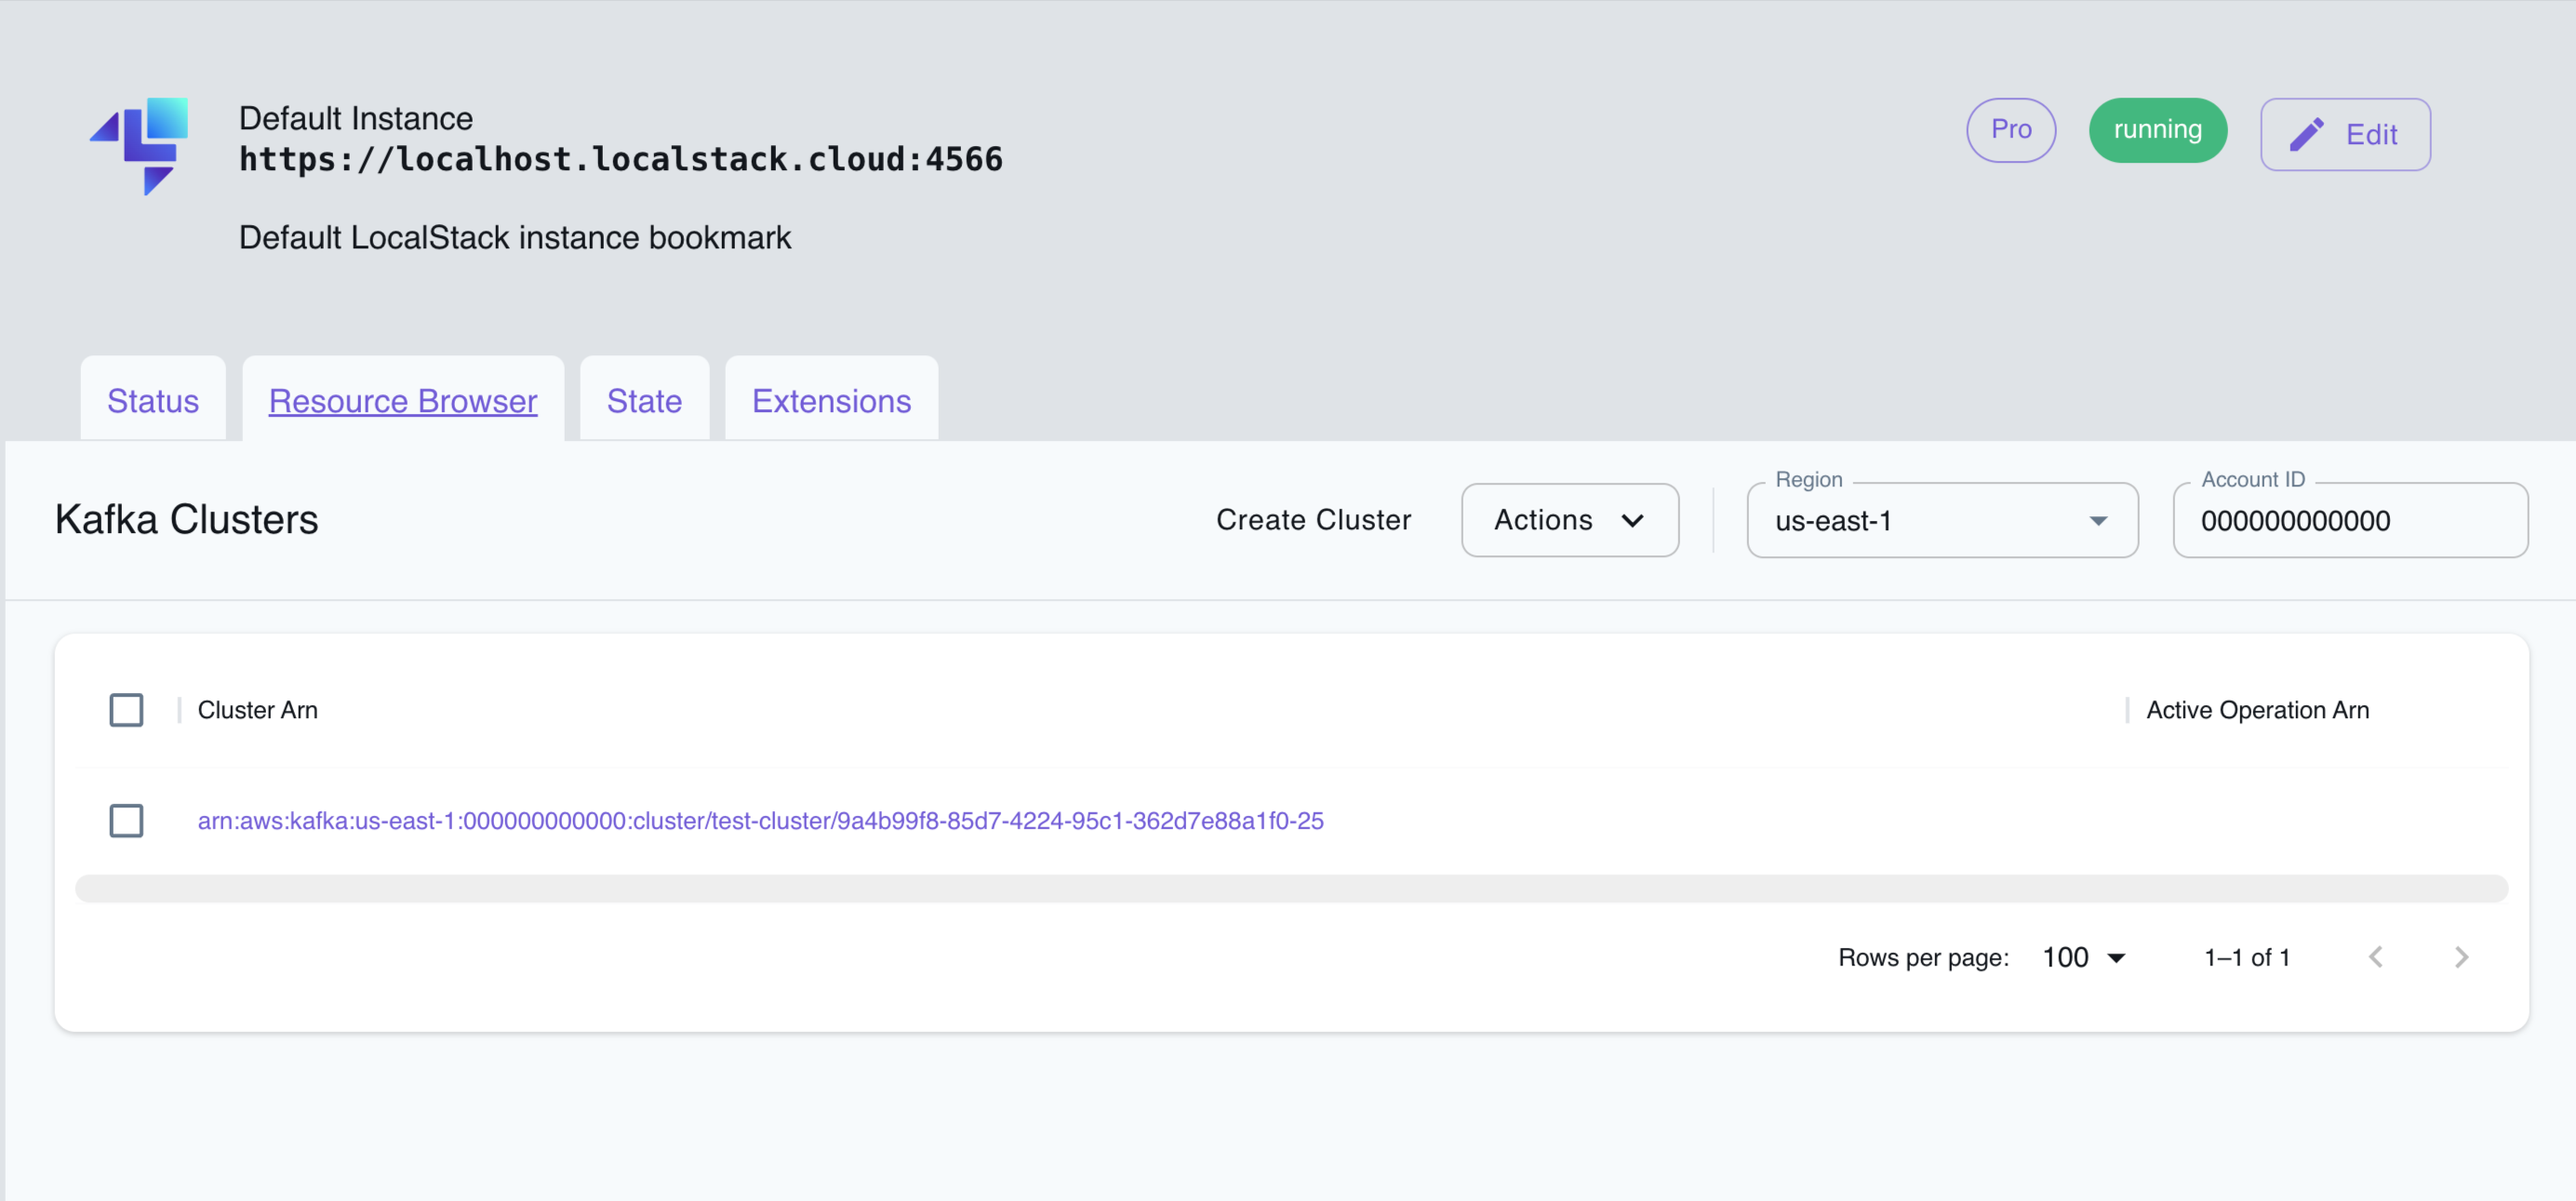 Default Instance
https://localhost.localstack.cloud:4566
Default LocalStack instance bookmark
Pro
running
Edit
Status
Resource Browser
State
Extensions
Kafka Clusters
Create Cluster
Actions
Region
us-east-1
Account ID
000000000000
Cluster Arn
Active Operation Arn
arn:aws:kafka:us-east-1:000000000000:cluster/test-cluster/9a4b99f8-85d7-4224-95c1-362d7e88a1f0-25
Rows per page:
100
1–1 of 1